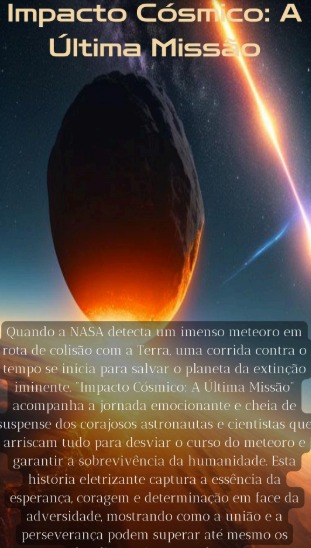 Impacto Cósmico: A
Última Missão
Quando a NASA detecta um imenso meteoro em
rota de colisão com a Terra, uma corrida contra o
tempo se inicia para salvar o planeta da extinção
iminente. "Impacto Cósmico: A Última Missão"
acompanha a jornada emocionante e cheia de
suspense dos corajosos astronautas e cientistas que
arriscam tudo para desviar o curso do meteoro e
garantir a sobrevivência da humanidade. Esta
história eletrizante captura a essência da
esperança, coragem e determinação em face da
adversidade, mostrando como a união e a
perseverança podem superar até mesmo os